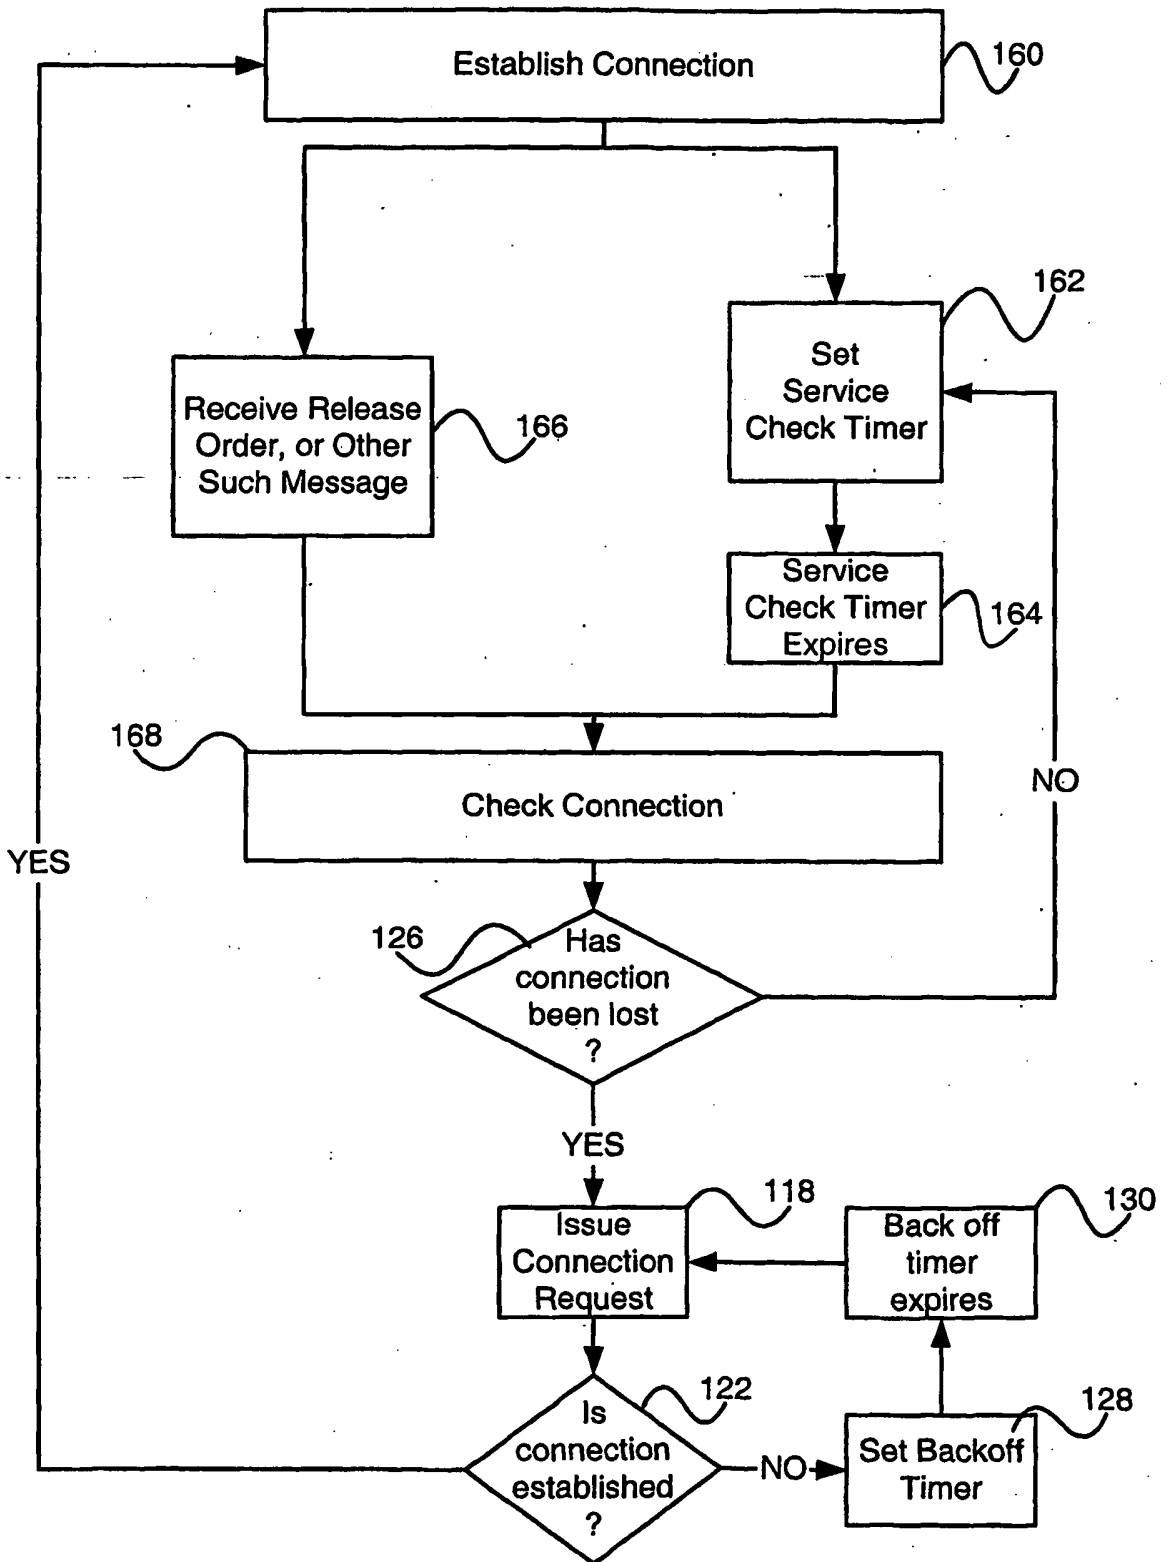 Establish Connection
160
162
Set
Service
Check Timer
Receive Release
Order, or Other
Such Message
166
Service
Check Timer
Expires
164
168
Check Connection
NO
YES
126
Has
connection
been lost
?
YES
118
Issue
Connection
Request
130
Back off
timer
expires
122
Is
connection
established
?
NO
128
Set Backoff
Timer